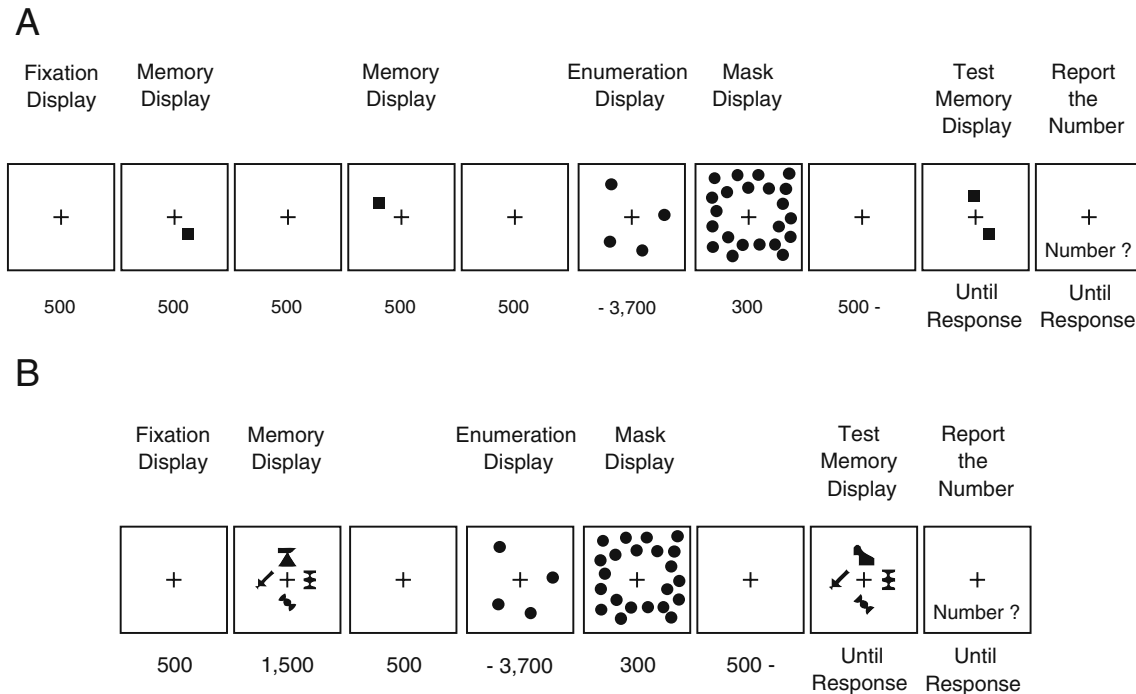 A
Fixation Display
Memory Display
Memory Display
Enumeration Display
Mask Display
Test Memory Display
Report the Number
Number ?
500
500
500
500
500
- 3,700
300
500 -
Until Response
Until Response
B
Fixation Display
Memory Display
Enumeration Display
Mask Display
Test Memory Display
Report the Number
Number ?
500
1,500
500
- 3,700
300
500 -
Until Response
Until Response